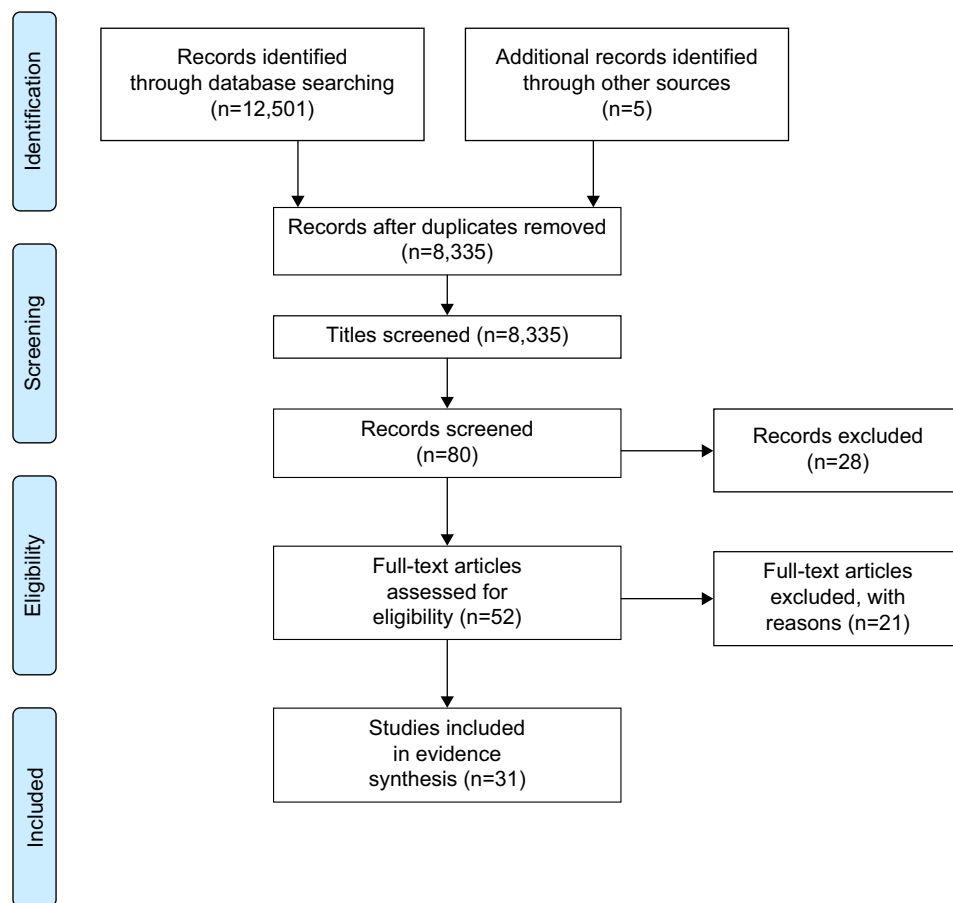 Identification
Records identified
through database searching
(n=12,501)
Additional records identified
through other sources
(n=5)
Records after duplicates removed
(n=8,335)
Screening
Titles screened (n=8,335)
Records screened
(n=80)
Records excluded
(n=28)
Eligibility
Full-text articles
assessed for
eligibility (n=52)
Full-text articles
excluded, with
reasons (n=21)
Included
Studies included
in evidence
synthesis (n=31)